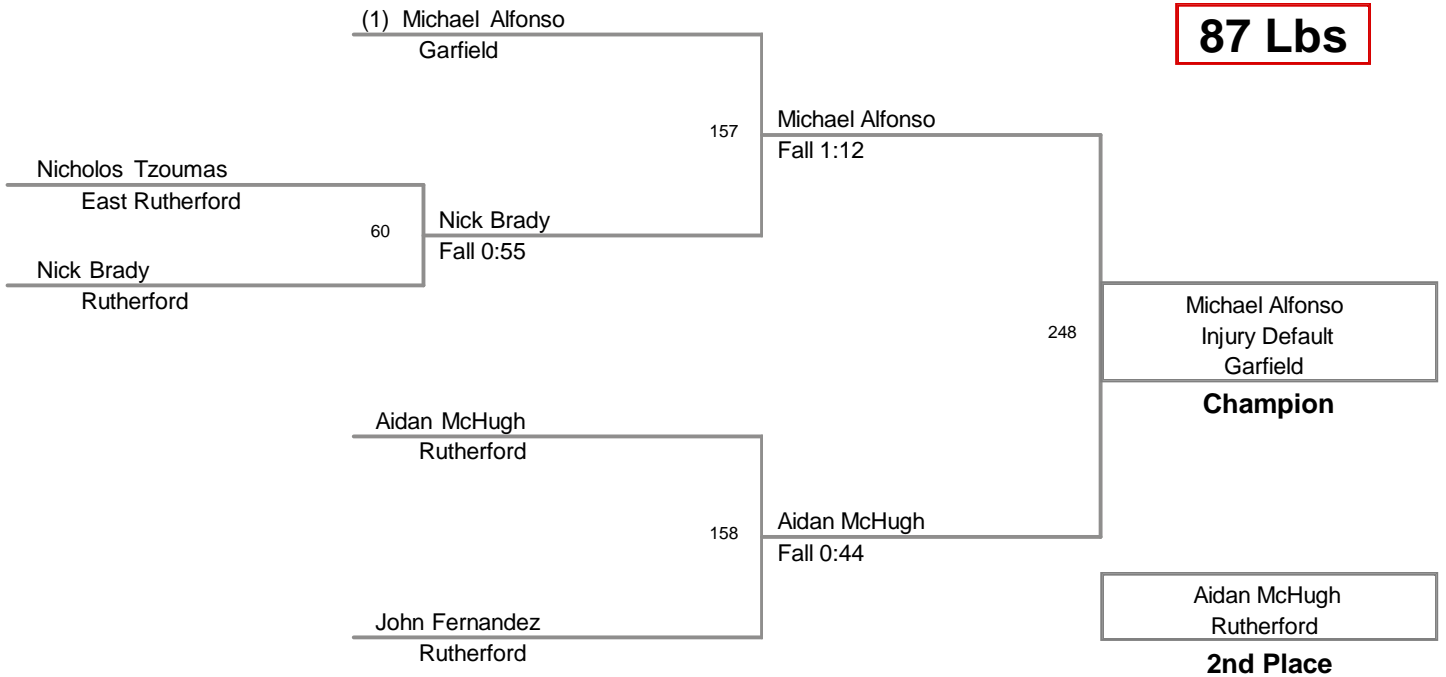 (1) Michael Alfonso
Garfield
87 Lbs
157
Michael Alfonso
Fall 1:12
Nicholos Tzoumas
East Rutherford
60
Nick Brady
Fall 0:55
Nick Brady
Rutherford
248
Michael Alfonso
Injury Default
Garfield
Champion
Aidan McHugh
Rutherford
158
Aidan McHugh
Fall 0:44
John Fernandez
Rutherford
Aidan McHugh
Rutherford
2nd Place